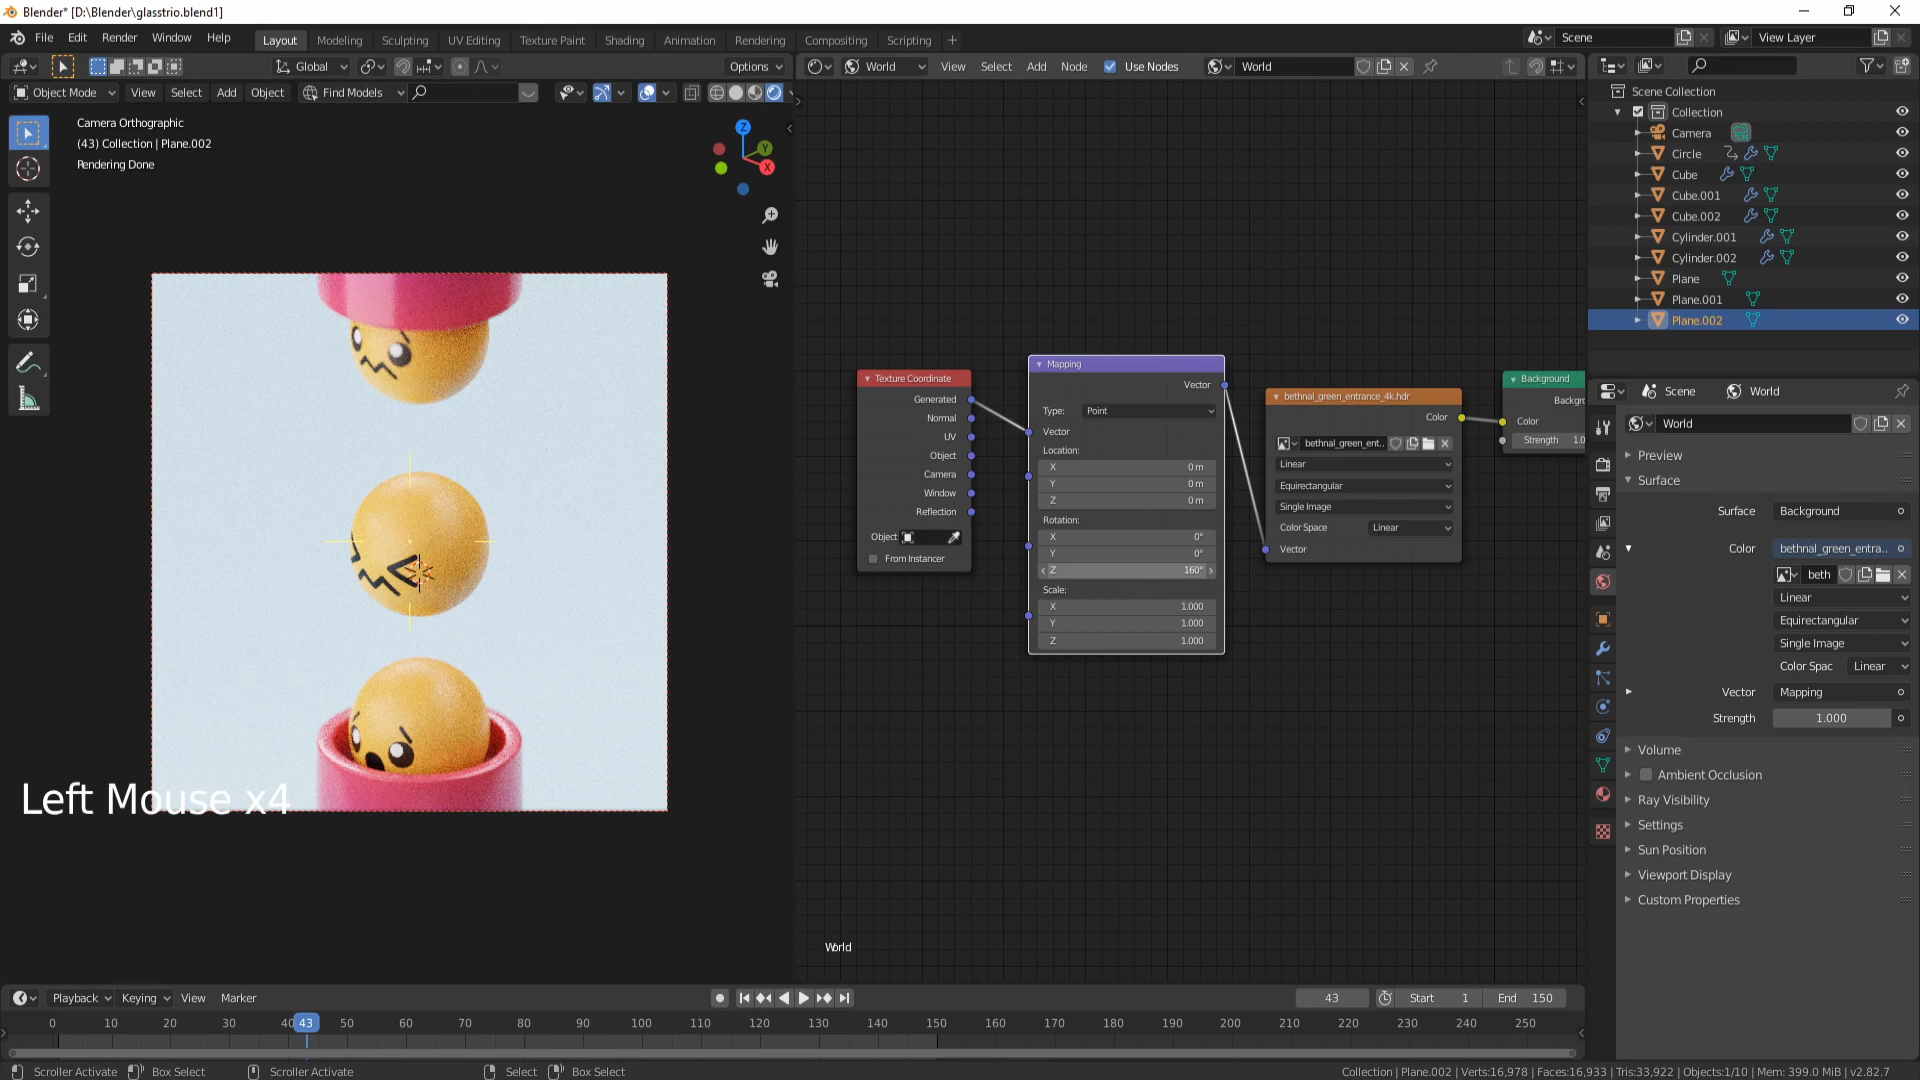 Blender* [D:\Blender\glasstrio.blend1]
File Edit Render Window Help
Layout Modeling Sculpting UV Editing Texture Paint Shading Animation Rendering Compositing Scripting +
Scene View Layer
Global Options
World View Select Add Node Use Nodes World
Object Mode View Select Add Object Find Models
Camera Orthographic
(43) Collection | Plane.002
Rendering Done
Z
Y
X
Left Mouse x4
Texture Coordinate
Generated
Normal
UV
Object
Camera
Window
Reflection
Object
From Instancer
Mapping
Vector
Type: Point
Vector
Location:
X 0 m
Y 0 m
Z 0 m
Rotation:
X 0°
Y 0°
Z 160°
Scale:
X 1.000
Y 1.000
Z 1.000
bethnal_green_entrance_4k.hdr
Color
bethnal_green_ent..
Linear
Equirectangular
Single Image
Color Space Linear
Vector
Background
Backgro
Color
Strength 1.0
World
Scene Collection
Collection
Camera
Circle
Cube
Cube.001
Cube.002
Cylinder.001
Cylinder.002
Plane
Plane.001
Plane.002
Scene World
World
Preview
Surface
Surface Background
Color bethnal_green_entra..
beth
Linear
Equirectangular
Single Image
Color Spac Linear
Vector Mapping
Strength 1.000
Volume
Ambient Occlusion
Ray Visibility
Settings
Sun Position
Viewport Display
Custom Properties
Playback Keying View Marker
43 Start 1 End 150
0 10 20 30 40 43 50 60 70 80 90 100 110 120 130 140 150 160 170 180 190 200 210 220 230 240 250
Scroller Activate Box Select Scroller Activate Select Box Select
Collection | Plane.002 | Verts:16,978 | Faces:16,933 | Tris:33,922 | Objects:1/10 | Mem: 399.0 MiB | v2.82.7